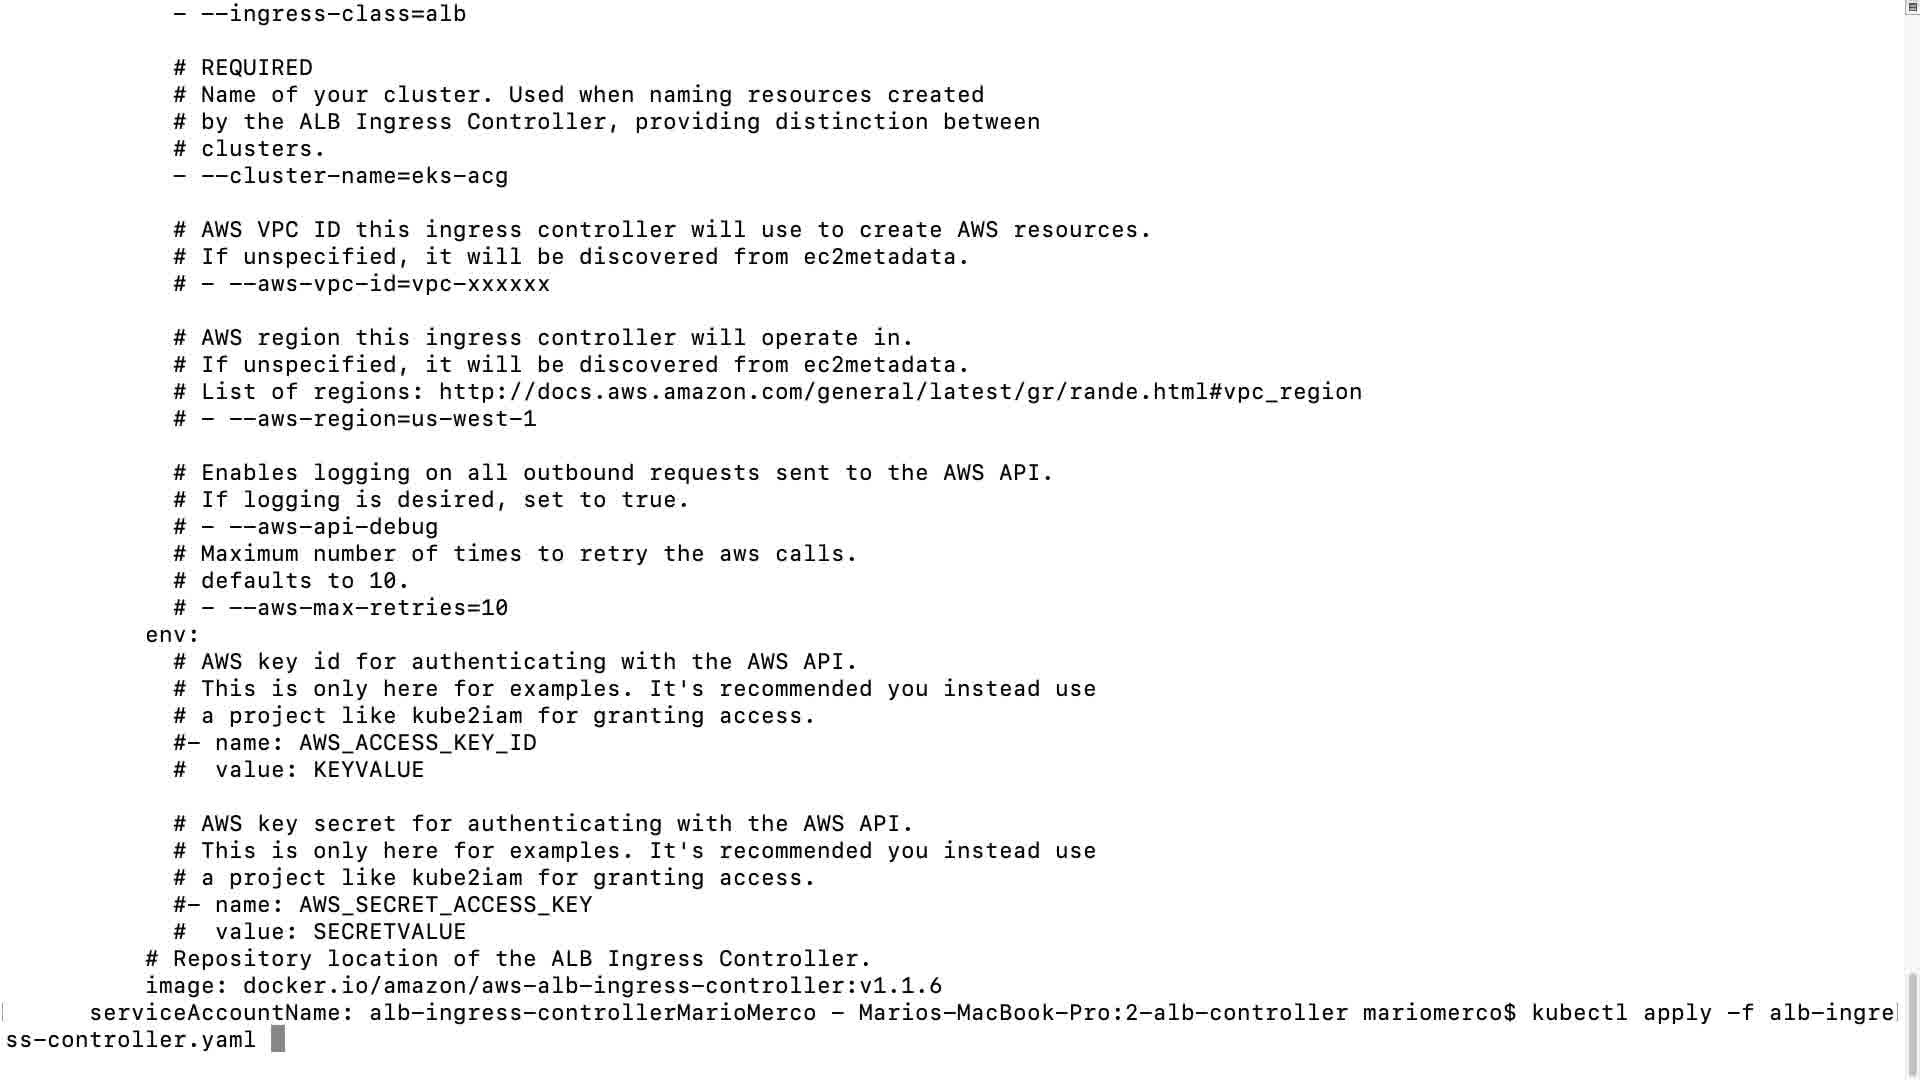 - --ingress-class=alb
# REQUIRED
# Name of your cluster. Used when naming resources created
# by the ALB Ingress Controller, providing distinction between
# clusters.
- --cluster-name=eks-acg
# AWS VPC ID this ingress controller will use to create AWS resources.
# If unspecified, it will be discovered from ec2metadata.
# - --aws-vpc-id=vpc-xxxxxx
# AWS region this ingress controller will operate in.
# If unspecified, it will be discovered from ec2metadata.
# List of regions: http://docs.aws.amazon.com/general/latest/gr/rande.html#vpc_region
# - --aws-region=us-west-1
# Enables logging on all outbound requests sent to the AWS API.
# If logging is desired, set to true.
# - --aws-api-debug
# Maximum number of times to retry the aws calls.
# defaults to 10.
# - --aws-max-retries=10
env:
# AWS key id for authenticating with the AWS API.
# This is only here for examples. It's recommended you instead use
# a project like kube2iam for granting access.
#- name: AWS_ACCESS_KEY_ID
#  value: KEYVALUE
# AWS key secret for authenticating with the AWS API.
# This is only here for examples. It's recommended you instead use
# a project like kube2iam for granting access.
#- name: AWS_SECRET_ACCESS_KEY
#  value: SECRETVALUE
# Repository location of the ALB Ingress Controller.
image: docker.io/amazon/aws-alb-ingress-controller:v1.1.6
serviceAccountName: alb-ingress-controllerMarioMerco - Marios-MacBook-Pro:2-alb-controller mariomerco$ kubectl apply -f alb-ingre
ss-controller.yaml